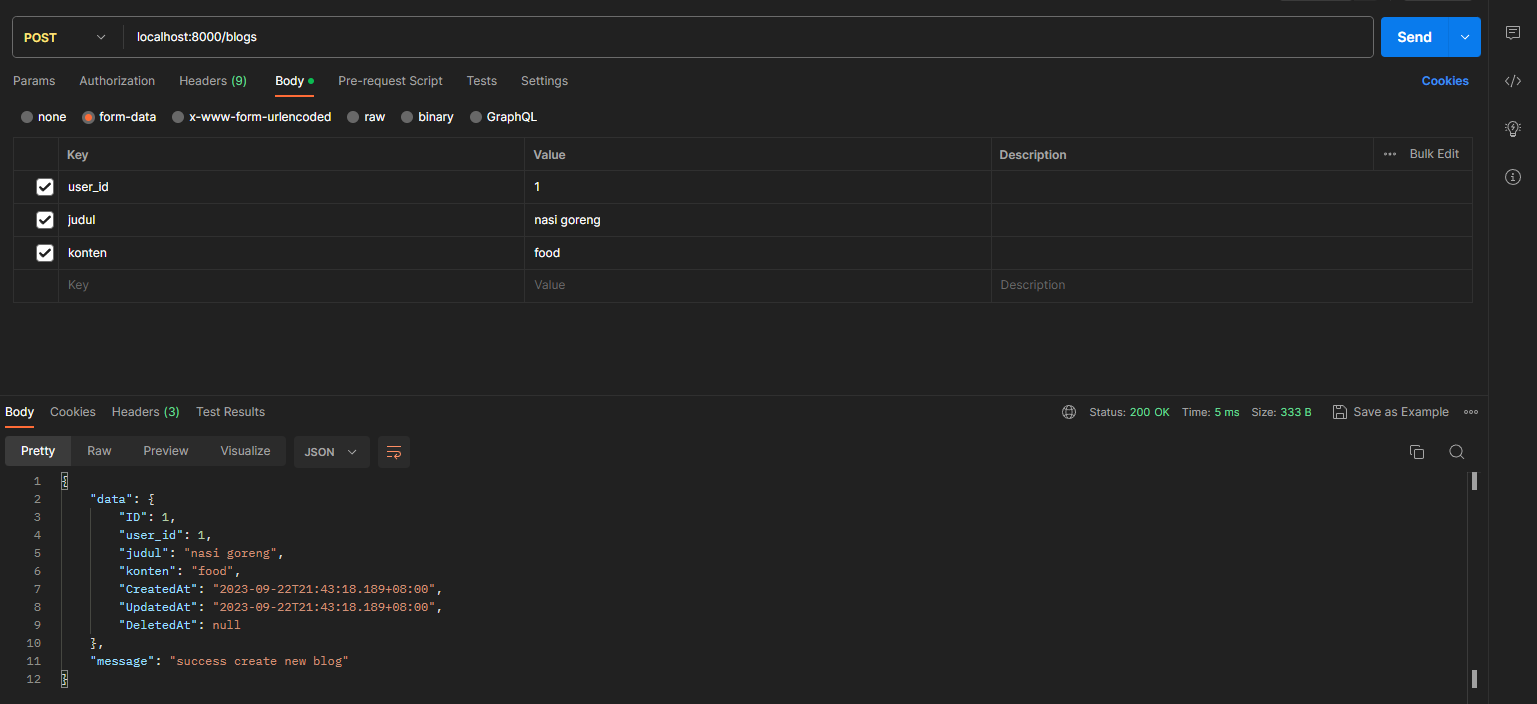 POST localhost:8000/blogs Send
Params Authorization Headers (9) Body Pre-request Script Tests Settings Cookies
none form-data x-www-form-urlencoded raw binary GraphQL
Key Value Description Bulk Edit
user_id 1
judul nasi goreng
konten food
Key Value Description
Body Cookies Headers (3) Test Results Status: 200 OK Time: 5 ms Size: 333 B Save as Example
Pretty Raw Preview Visualize JSON
1 {
2 "data": {
3 "ID": 1,
4 "user_id": 1,
5 "judul": "nasi goreng",
6 "konten": "food",
7 "CreatedAt": "2023-09-22T21:43:18.189+08:00",
8 "UpdatedAt": "2023-09-22T21:43:18.189+08:00",
9 "DeletedAt": null
10 },
11 "message": "success create new blog"
12 }